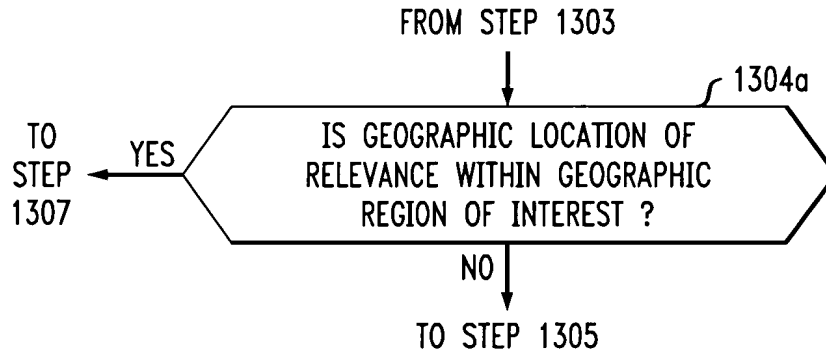 FROM STEP 1303
1304a
IS GEOGRAPHIC LOCATION OF
RELEVANCE WITHIN GEOGRAPHIC
REGION OF INTEREST ?
YES
TO
STEP
1307
NO
TO STEP 1305